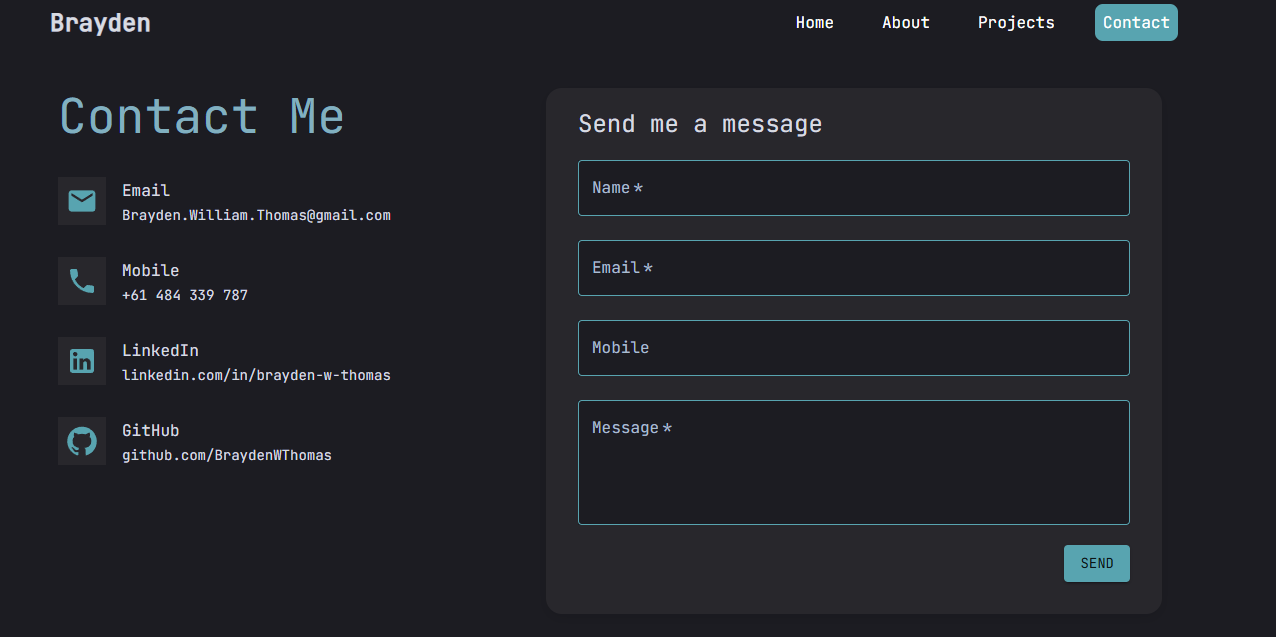 Brayden
Home About Projects Contact
Contact Me
Email
Brayden.William.Thomas@gmail.com
Mobile
+61 484 339 787
LinkedIn
linkedin.com/in/brayden-w-thomas
GitHub
github.com/BraydenWThomas
Send me a message
Name *
Email *
Mobile
Message *
SEND